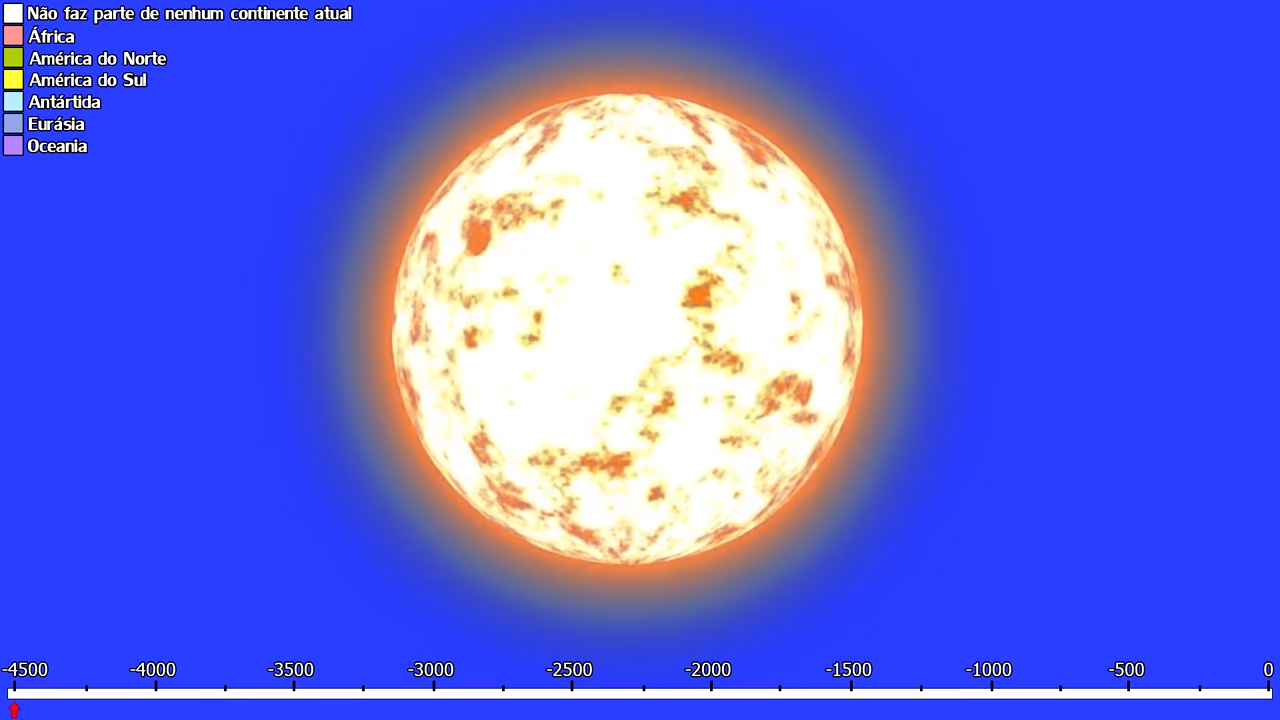 Não faz parte de nenhum continente atual
África
América do Norte
América do Sul
Antártida
Eurásia
Oceania
-4500 -4000 -3500 -3000 -2500 -2000 -1500 -1000 -500 0